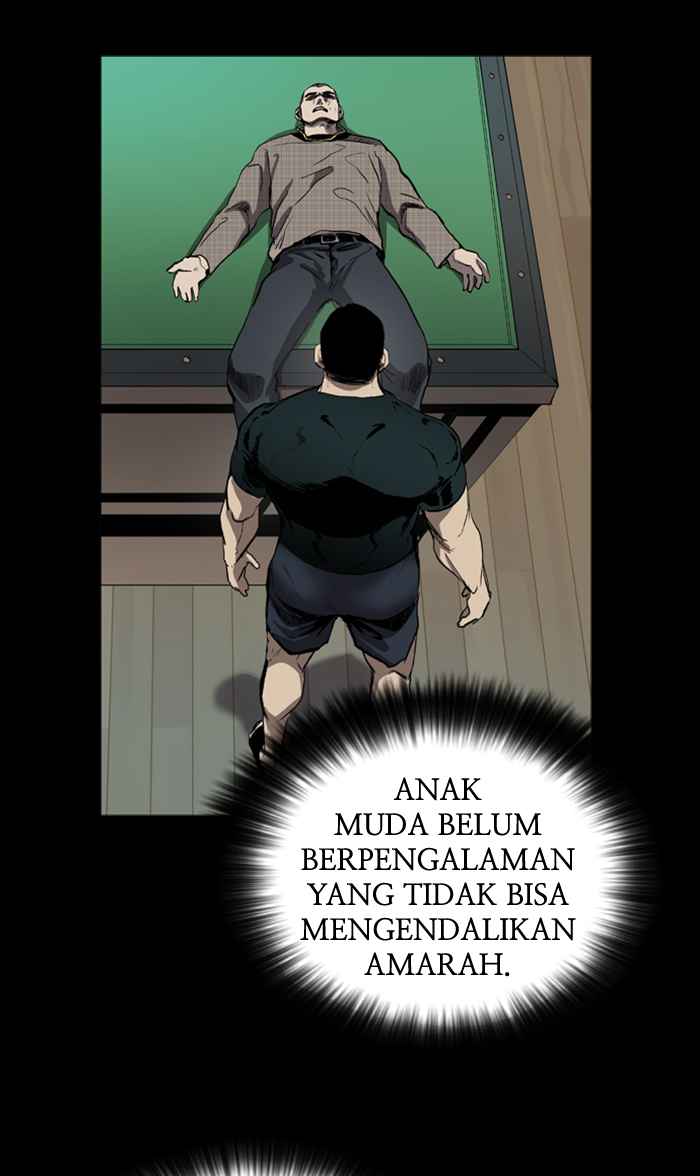 ANAK
MUDA BELUM
BERPENGALAMAN
YANG TIDAK BISA
MENGENDALIKAN
AMARAH.